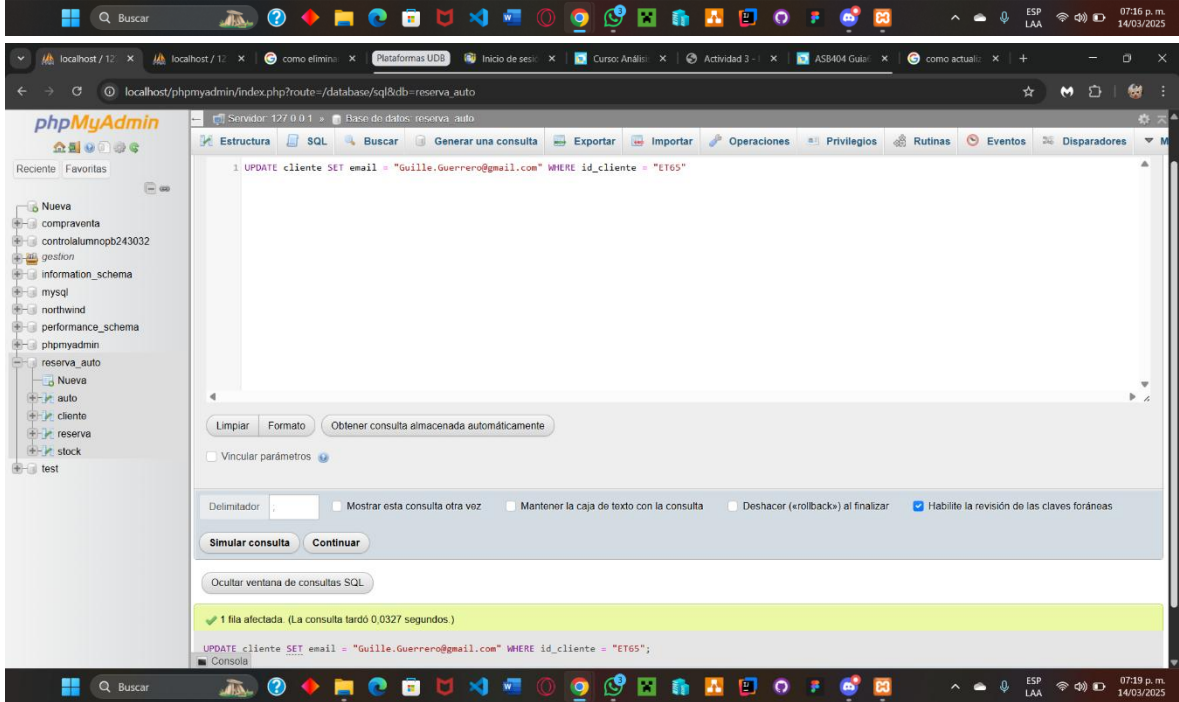 Buscar
3
ESP
LAA
07:16 p. m.
14/03/2025
localhost / 12
localhost / 12
como elimina
Plataformas UDB
Inicio de sesió
Curso: Anális
Actividad 3 -
ASB404 Guia
como actualiz
localhost/phpmyadmin/index.php?route=/database/sql&db=reserva_auto
phpMyAdmin
Reciente Favoritas
Nueva
compraventa
controlalumnopb243032
gestion
information_schema
mysql
northwind
performance_schema
phpmyadmin
reserva_auto
Nueva
auto
cliente
reserva
stock
test
Servidor: 127.0.0.1 » Base de datos: reserva_auto
Estructura SQL Buscar Generar una consulta Exportar Importar Operaciones Privilegios Rutinas Eventos Disparadores M
1 UPDATE cliente SET email = "Guille.Guerrero@gmail.com" WHERE id_cliente = "ET65"
Limpiar Formato Obtener consulta almacenada automáticamente
Vincular parámetros
Delimitador ; Mostrar esta consulta otra vez Mantener la caja de texto con la consulta Deshacer («rollback») al finalizar Habilite la revisión de las claves foráneas
Simular consulta Continuar
Ocultar ventana de consultas SQL
1 fila afectada. (La consulta tardó 0,0327 segundos.)
UPDATE cliente SET email = "Guille.Guerrero@gmail.com" WHERE id_cliente = "ET65";
Consola
Buscar
3
ESP
LAA
07:19 p. m.
14/03/2025